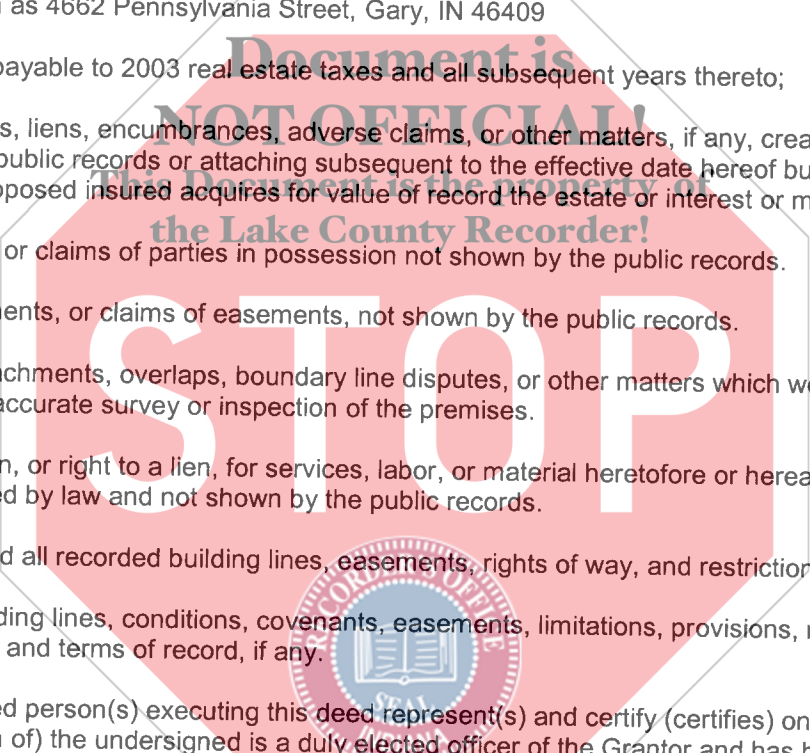 as 4662 Pennsylvania Street, Gary, IN 46409
Document is
payable to 2003 real estate taxes and all subsequent years thereto;
NOT OFFICIAL!
s, liens, encumbrances, adverse claims, or other matters, if any, crea
public records or attaching subsequent to the effective date hereof bu
This Document is the property of
oposed insured acquires for value of record the estate or interest or m
the Lake County Recorder!
or claims of parties in possession not shown by the public records.
ments, or claims of easements, not shown by the public records.
STOP
achments, overlaps, boundary line disputes, or other matters which wo
accurate survey or inspection of the premises.
n, or right to a lien, for services, labor, or material heretofore or herea
ed by law and not shown by the public records.
d all recorded building lines, easements, rights of way, and restriction
RECORDER'S OFFICE
ding lines, conditions, covenants, easements, limitations, provisions, r
and terms of record, if any.
SEAL
INDIANA
ed person(s) executing this deed represent(s) and certify (certifies) on
of) the undersigned is a duly elected officer of the Grantor and has b